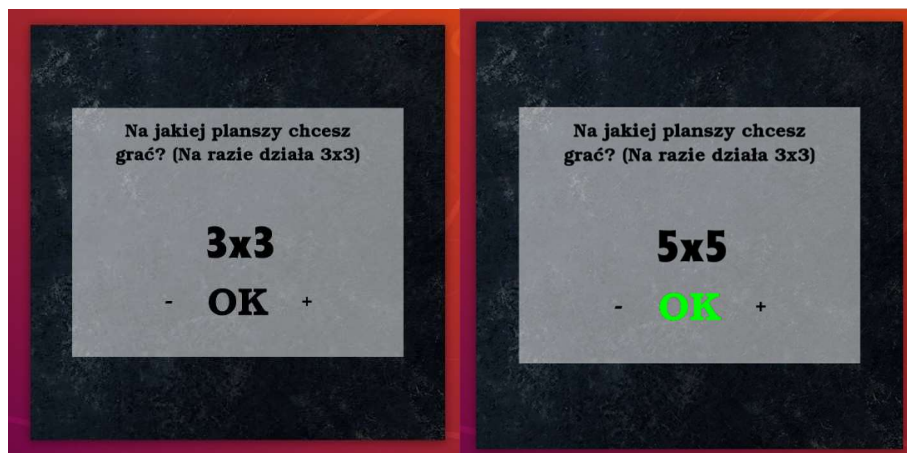 Na jakiej planszy chcesz
grać? (Na razie działa 3x3)
3x3
- OK +
Na jakiej planszy chcesz
grać? (Na razie działa 3x3)
5x5
- OK +